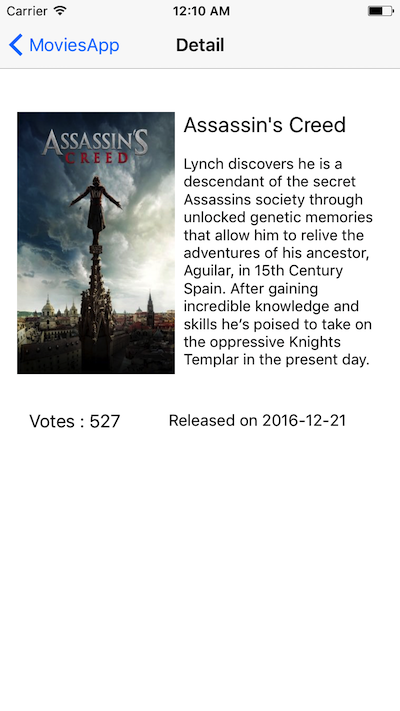 Carrier 12:10 AM
MoviesApp Detail
ASSASSIN'S
CREED
Assassin's Creed
Lynch discovers he is a
descendant of the secret
Assassins society through
unlocked genetic memories
that allow him to relive the
adventures of his ancestor,
Aguilar, in 15th Century
Spain. After gaining
incredible knowledge and
skills he’s poised to take on
the oppressive Knights
Templar in the present day.
Votes : 527 Released on 2016-12-21